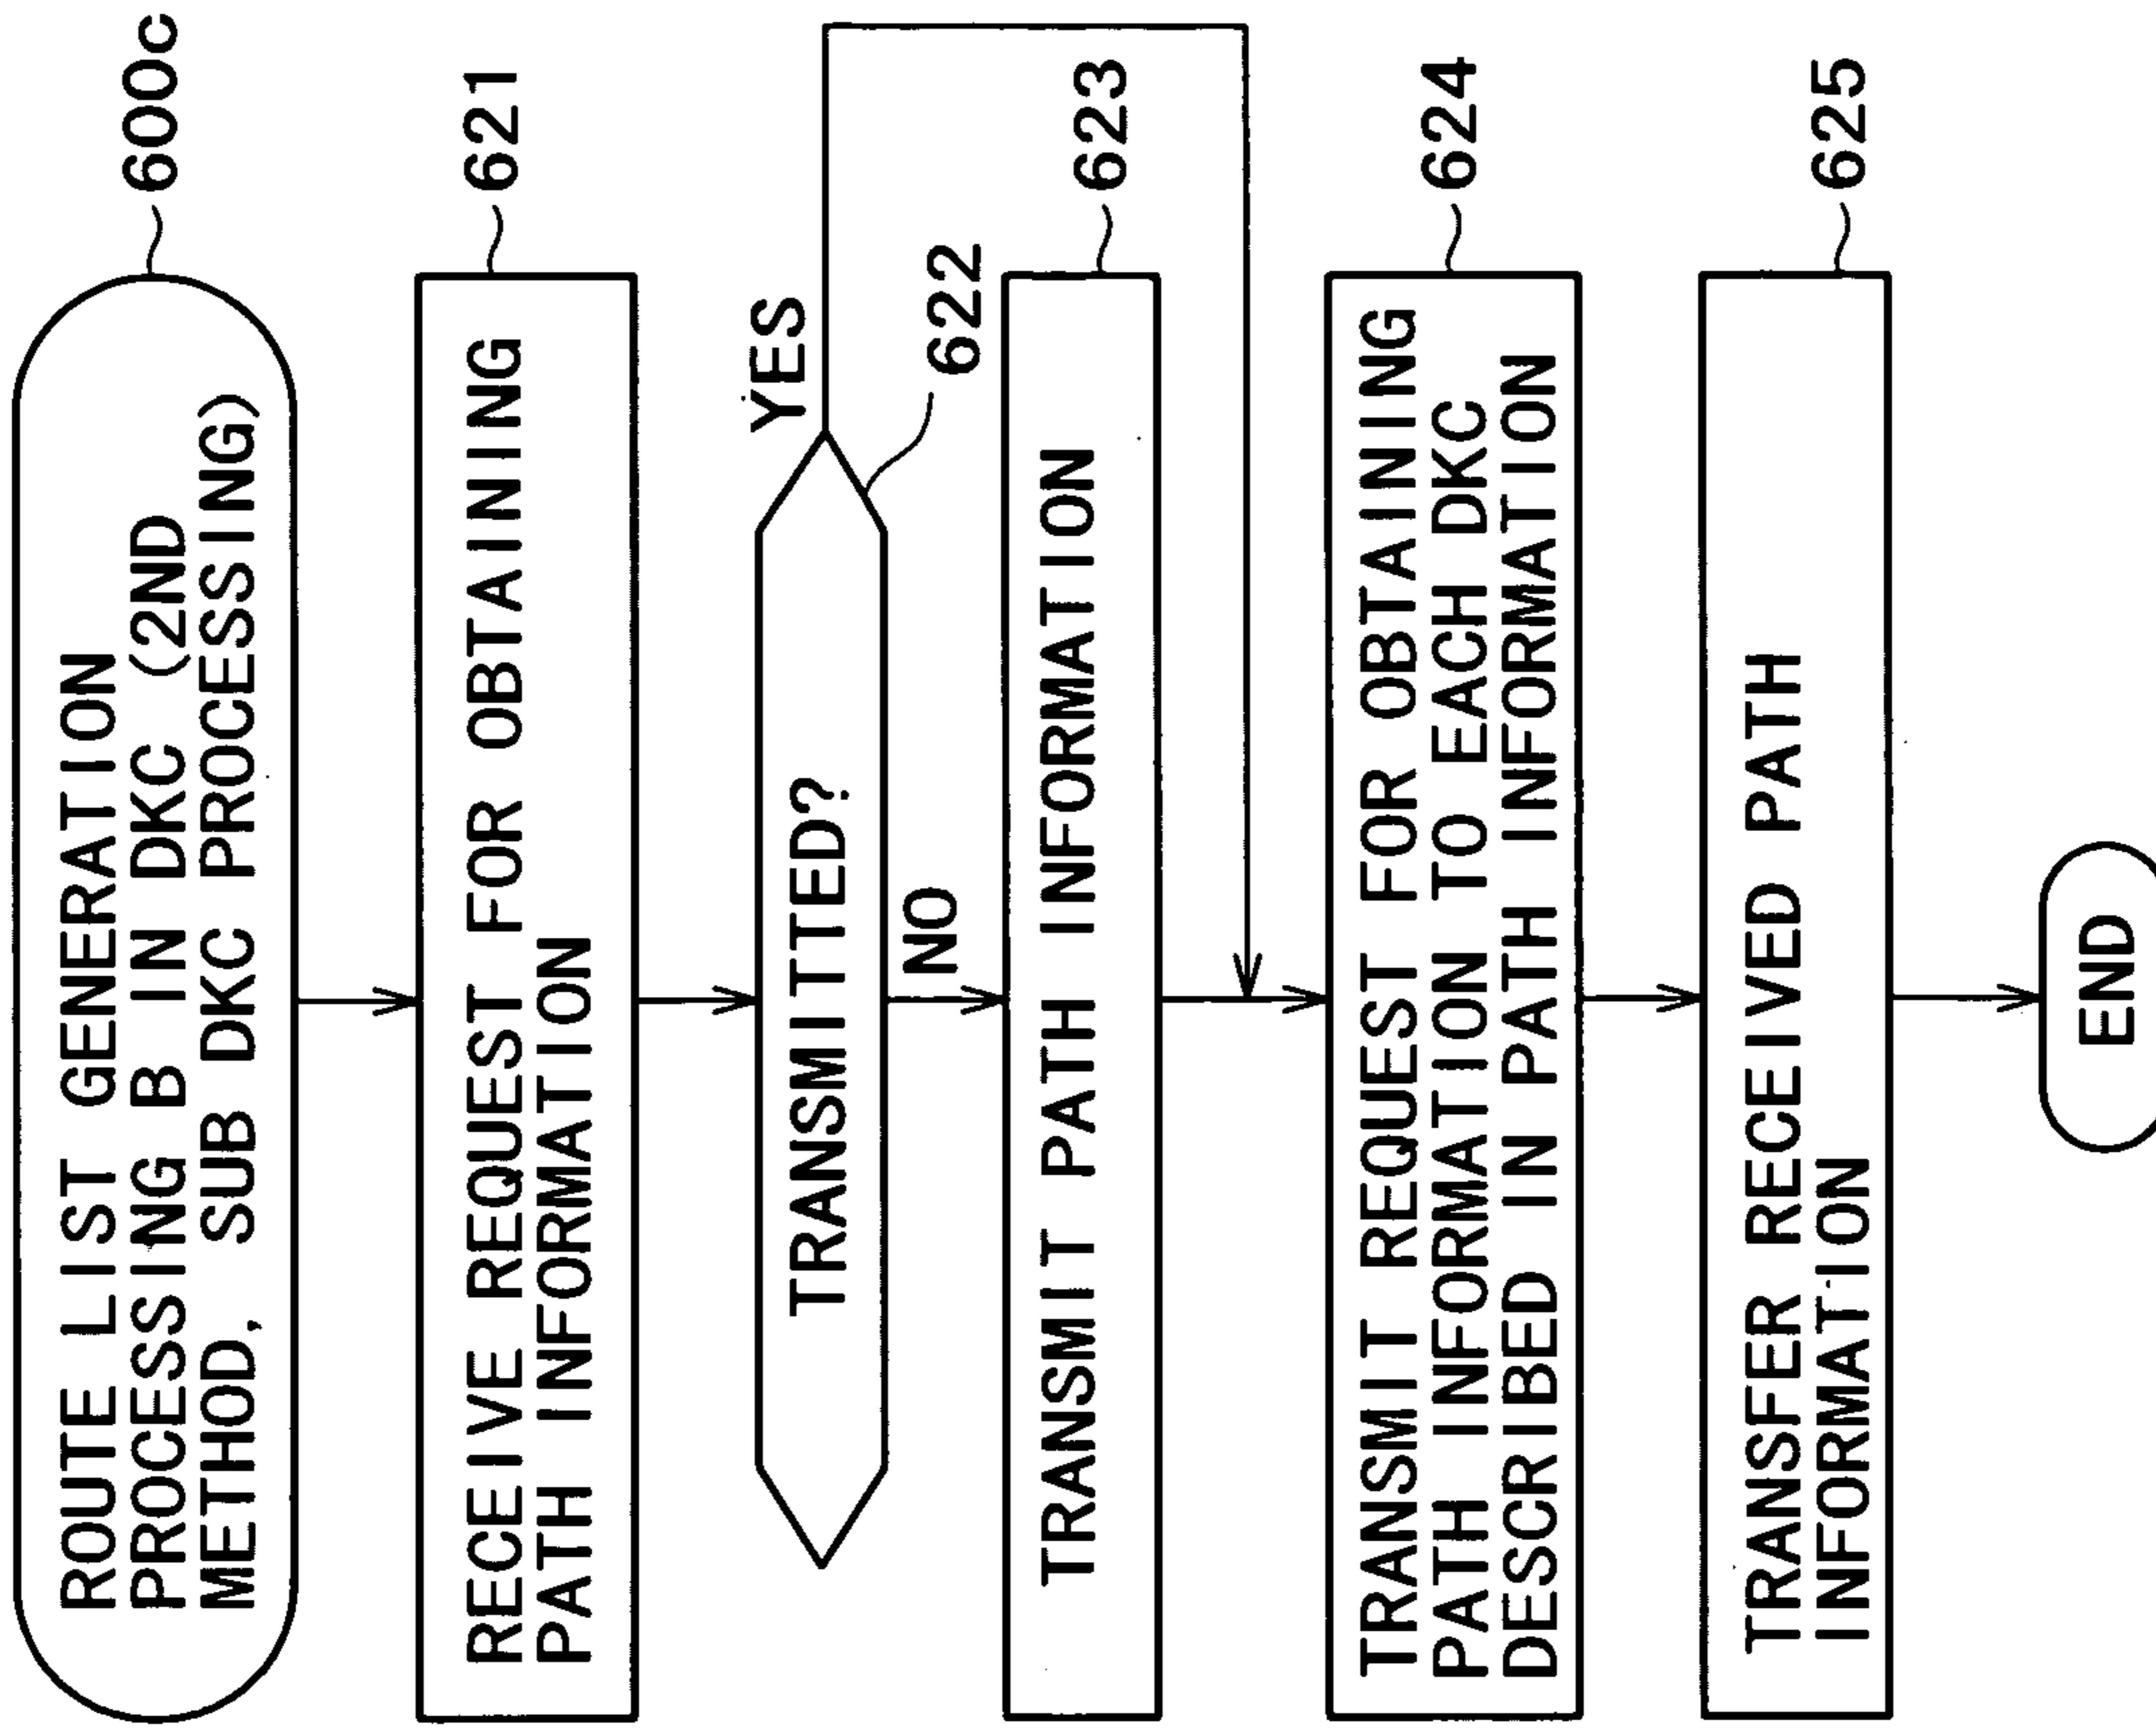 600c
ROUTE LIST GENERATION
PROCESSING B IN DKC (2ND
METHOD, SUB DKC PROCESSING)
621
RECEIVE REQUEST FOR OBTAINING
PATH INFORMATION
YES
622
TRANSMITTED?
NO
623
TRANSMIT PATH INFORMATION
624
TRANSMIT REQUEST FOR OBTAINING
PATH INFORMATION TO EACH DKC
DESCRIBED IN PATH INFORMATION
625
TRANSFER RECEIVED PATH
INFORMATION
END